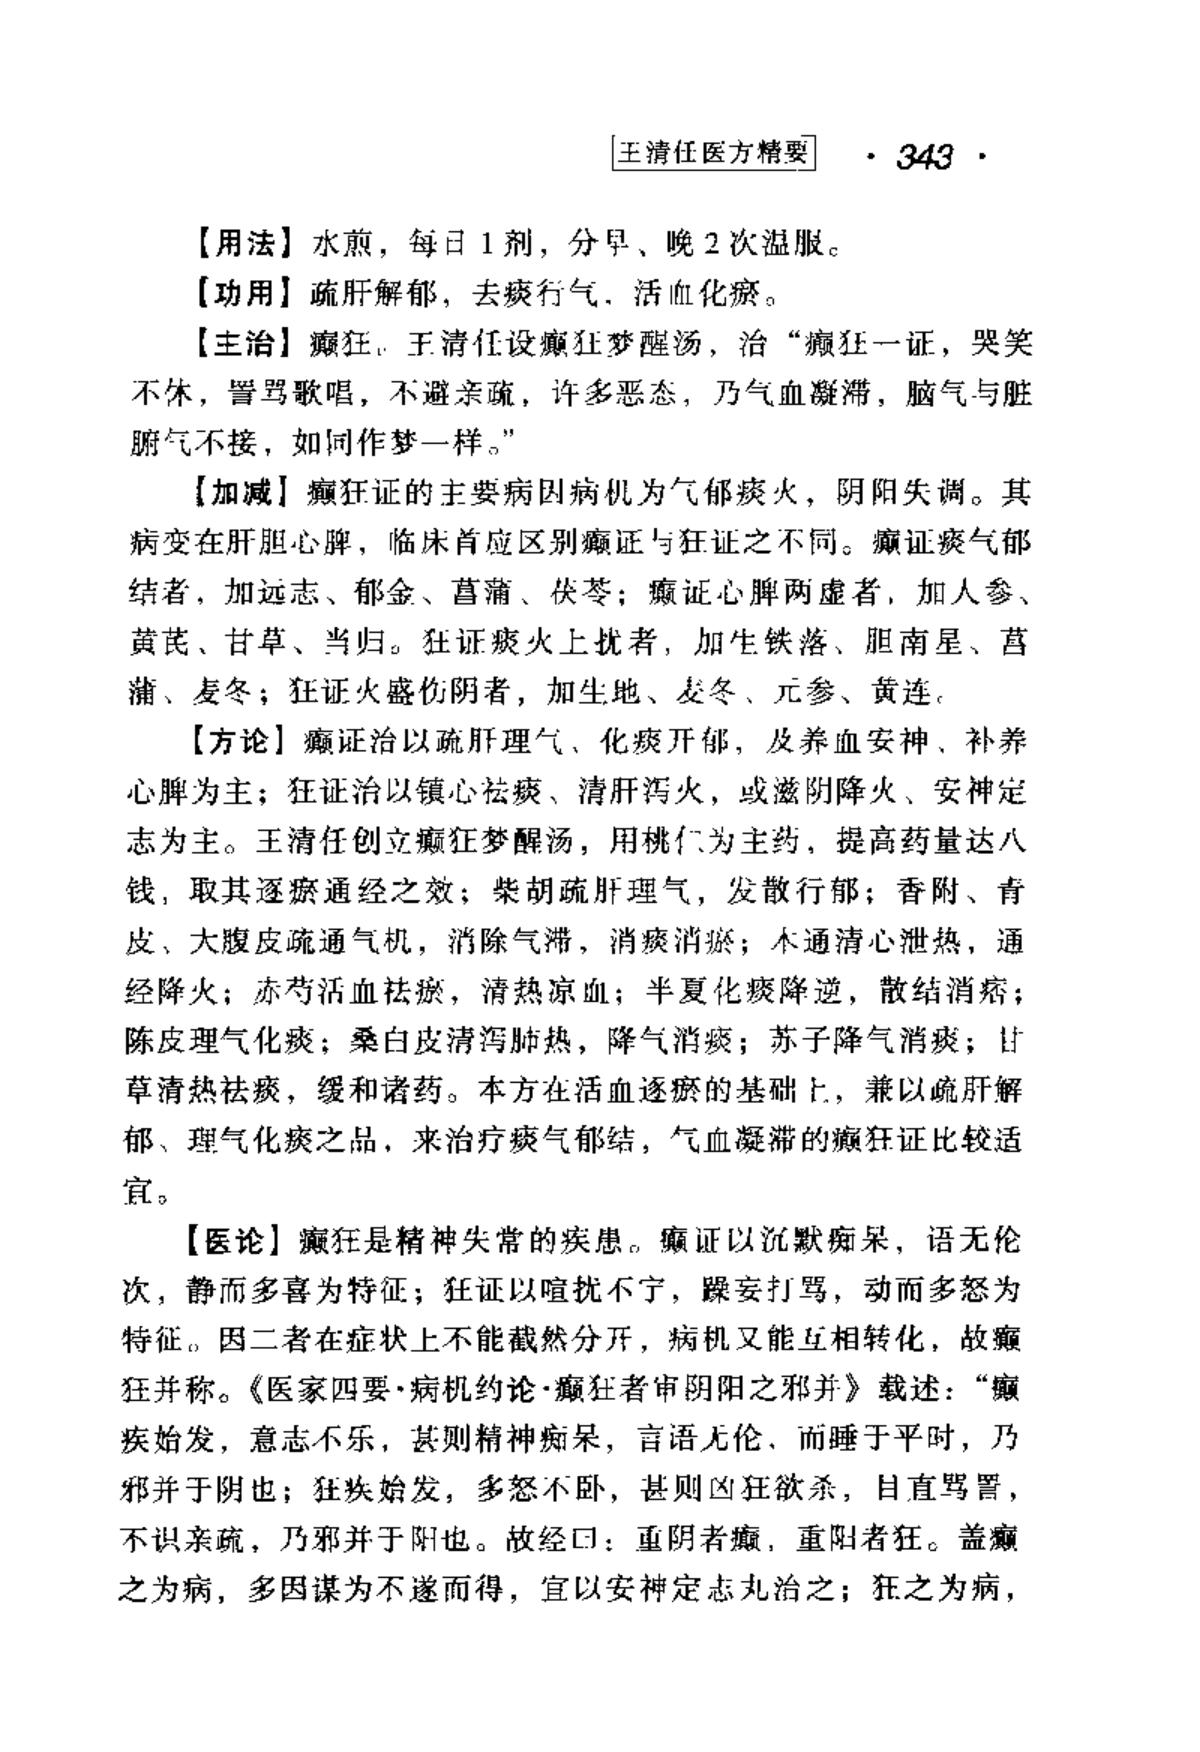 王清任医方精要 · 343 ·
【用法】水煎，每日1剂，分早、晚2次温服。
【功用】疏肝解郁，去痰行气，活血化瘀。
【主治】癫狂。王清任设癫狂梦醒汤，治“癫狂一证，哭笑
不休，詈骂歌唱，不避亲疏，许多恶态，乃气血凝滞，脑气与脏
腑气不接，如同作梦一样。”
【加减】癫狂证的主要病因病机为气郁痰火，阴阳失调。其
病变在肝胆心脾，临床首应区别癫证与狂证之不同。癫证痰气郁
结者，加远志、郁金、菖蒲、茯苓；癫证心脾两虚者，加人参、
黄芪、甘草、当归。狂证痰火上扰者，加生铁落、胆南星、菖
蒲、麦冬；狂证火盛伤阴者，加生地、麦冬、元参、黄连。
【方论】癫证治以疏肝理气、化痰开郁，及养血安神、补养
心脾为主；狂证治以镇心祛痰、清肝泻火，或滋阴降火、安神定
志为主。王清任创立癫狂梦醒汤，用桃仁为主药，提高药量达八
钱，取其逐瘀通经之效；柴胡疏肝理气，发散行郁；香附、青
皮、大腹皮疏通气机，消除气滞，消痰消瘀；木通清心泄热，通
经降火；赤芍活血祛瘀，清热凉血；半夏化痰降逆，散结消痞；
陈皮理气化痰；桑白皮清泻肺热，降气消痰；苏子降气消痰；甘
草清热祛痰，缓和诸药。本方在活血逐瘀的基础上，兼以疏肝解
郁、理气化痰之品，来治疗痰气郁结，气血凝滞的癫狂证比较适
宜。
【医论】癫狂是精神失常的疾患。癫证以沉默痴呆，语无伦
次，静而多喜为特征；狂证以喧扰不宁，躁妄打骂，动而多怒为
特征。因二者在症状上不能截然分开，病机又能互相转化，故癫
狂并称。《医家四要·病机约论·癫狂者审阴阳之邪并》载述：“癫
疾始发，意志不乐，甚则精神痴呆，言语无伦，而睡于平时，乃
邪并于阴也；狂疾始发，多怒不卧，甚则凶狂欲杀，目直骂詈，
不识亲疏，乃邪并于阳也。故经曰：重阴者癫，重阳者狂。盖癫
之为病，多因谋为不遂而得，宜以安神定志丸治之；狂之为病，